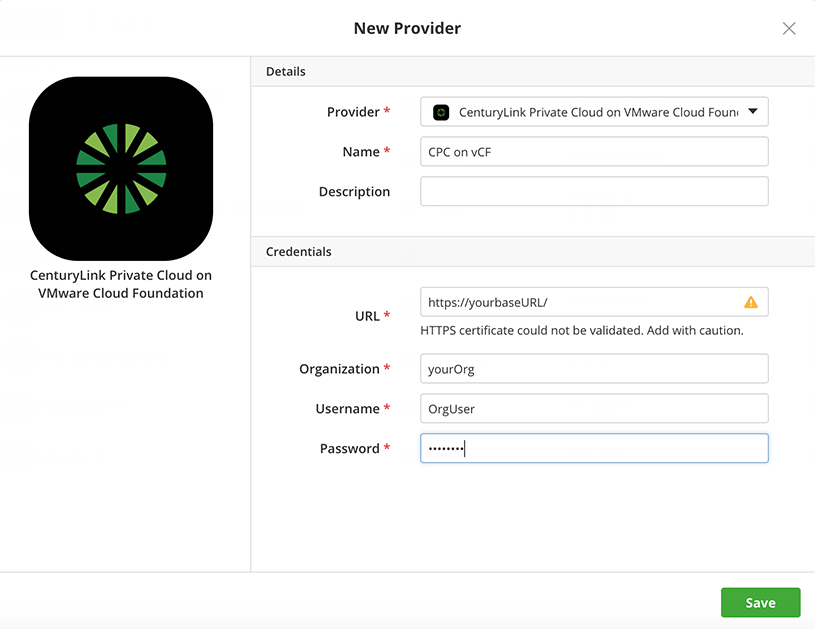 New Provider
CenturyLink Private Cloud on
VMware Cloud Foundation
Details
Provider *
CenturyLink Private Cloud on VMware Cloud Foun
Name *
CPC on vCF
Description
Credentials
URL *
https://yourbaseURL/
HTTPS certificate could not be validated. Add with caution.
Organization *
yourOrg
Username *
OrgUser
Password *
••••••••
Save